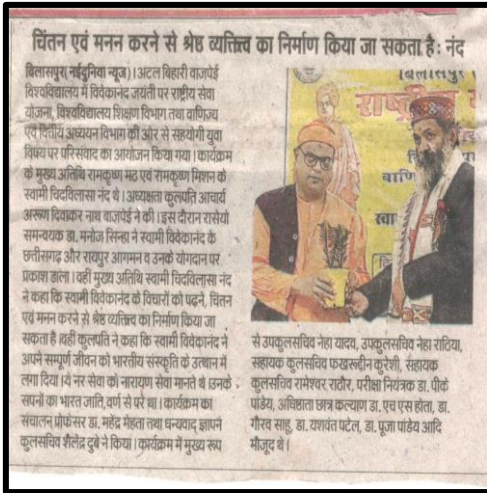 चिंतन एवं मनन करने से श्रेष्ठ व्यक्तित्व का निर्माण किया जा सकता है: नंद
बिलासपुर( नईदुनिया न्यूज)। अटल बिहारी वाजपेई
विश्वविद्यालय में विवेकानंद जयंती पर राष्ट्रीय सेवा
योजना, विश्वविद्यालय शिक्षण विभाग तथा वाणिज्य
एवं वित्तीय अध्ययन विभाग की ओर से सहयोगी युवा
विषय पर परिसंवाद का आयोजन किया गया। कार्यक्रम
के मुख्य अतिथि रामकृष्ण मठ एवं रामकृष्ण मिशन के
स्वामी चिदविलासा नंद थे। अध्यक्षता कुलपति आचार्य
अरूण दिवाकर नाथ बाजपेई ने की। इस दौरान रासेयो
समन्वयक डा. मनोज सिन्हा ने स्वामी विवेकानंद के
छत्तीसगढ़ और रायपुर आगमन व उनके योगदान पर
प्रकाश डाला। वहीं मुख्य अतिथि स्वामी चिदविलासा नंद
ने कहा कि स्वामी विवेकानंद के विचारों को पढ़ने, चिंतन
एवं मनन करने से श्रेष्ठ व्यक्तित्व का निर्माण किया जा
सकता है। वहीं कुलपति ने कहा कि स्वामी विवेकानंद ने
अपने सम्पूर्ण जीवन को भारतीय संस्कृति के उत्थान में
लगा दिया। ये नर सेवा को नारायण सेवा मानते थे उनके
सपनों का भारत जाति, वर्ण से परे था। कार्यक्रम का
संचालन प्रोफेसर डा. महेंद्र मेहता तथा धन्यवाद ज्ञापन
कुलसचिव शैलेंद्र दुबे ने किया। कार्यक्रम में मुख्य रूप
बिलासपुर
राष्ट्रीय
से उपकुलसचिव नेहा यादव, उपकुलसचिव नेहा राठिया,
सहायक कुलसचिव फखरूद्दीन कुरेशी, सहायक
कुलसचिव रामेश्वर राठौर, परीक्षा नियंत्रक डा. पीके
पांडेय, अधिष्ठाता छात्र कल्याण डा. एच एस होता, डा.
गौरव साहू, डा. यशवंत पटेल, डा. पूजा पांडेय आदि
मौजूद थे।